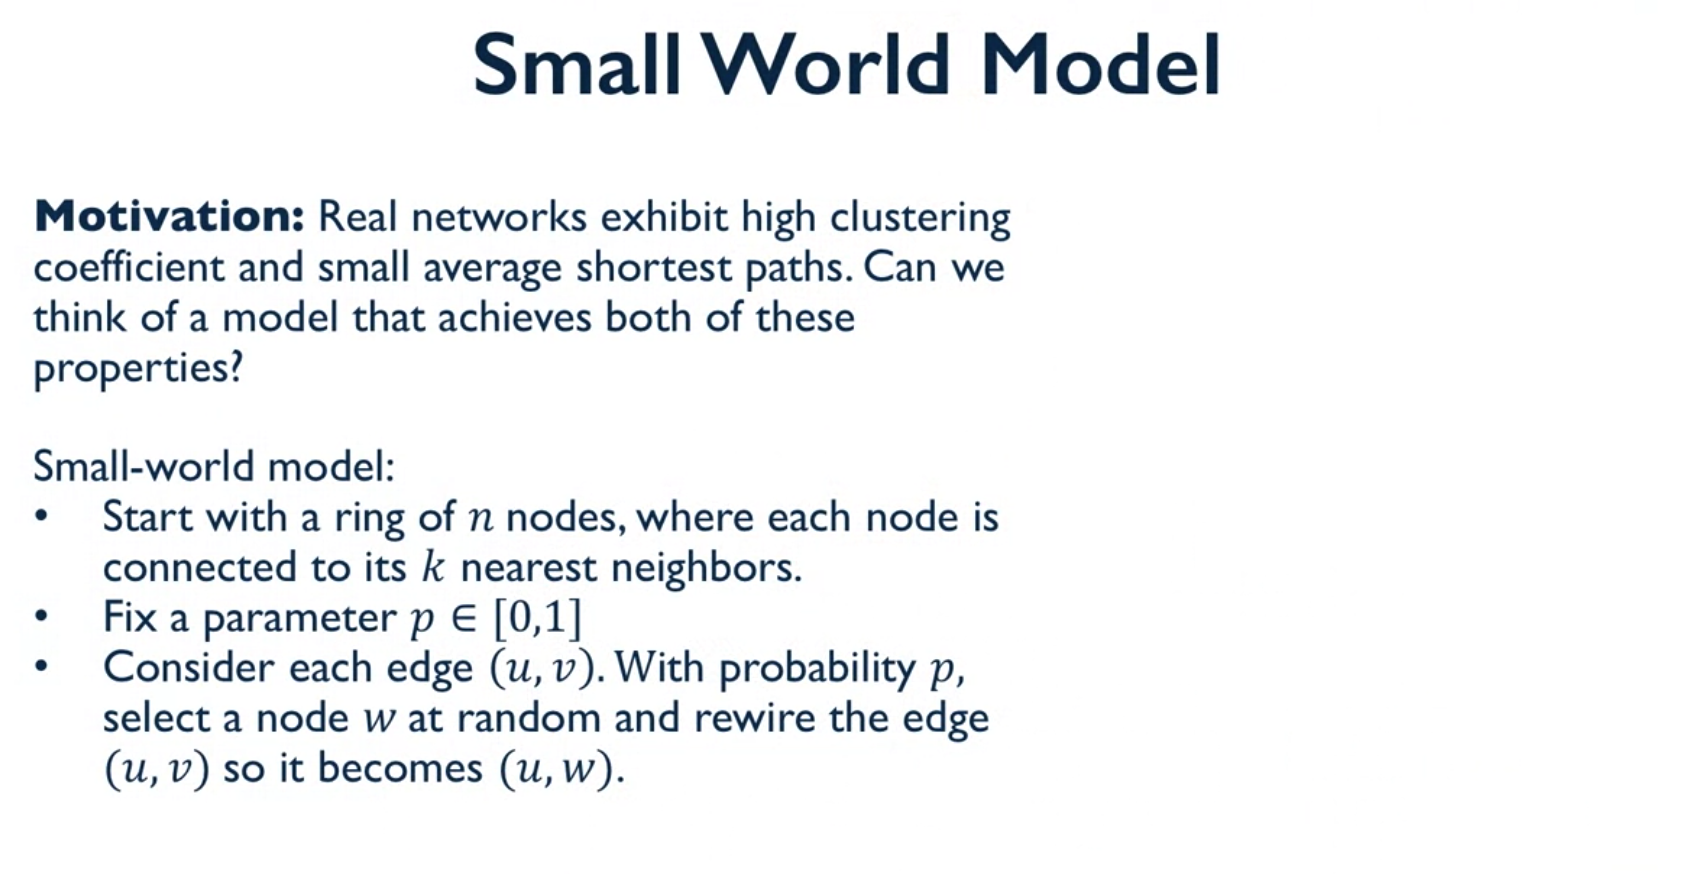 Small World Model
Motivation: Real networks exhibit high clustering
coefficient and small average shortest paths. Can we
think of a model that achieves both of these
properties?
Small-world model:
• Start with a ring of n nodes, where each node is
connected to its k nearest neighbors.
• Fix a parameter p ∈ [0,1]
• Consider each edge (u, v). With probability p,
select a node w at random and rewire the edge
(u, v) so it becomes (u, w).